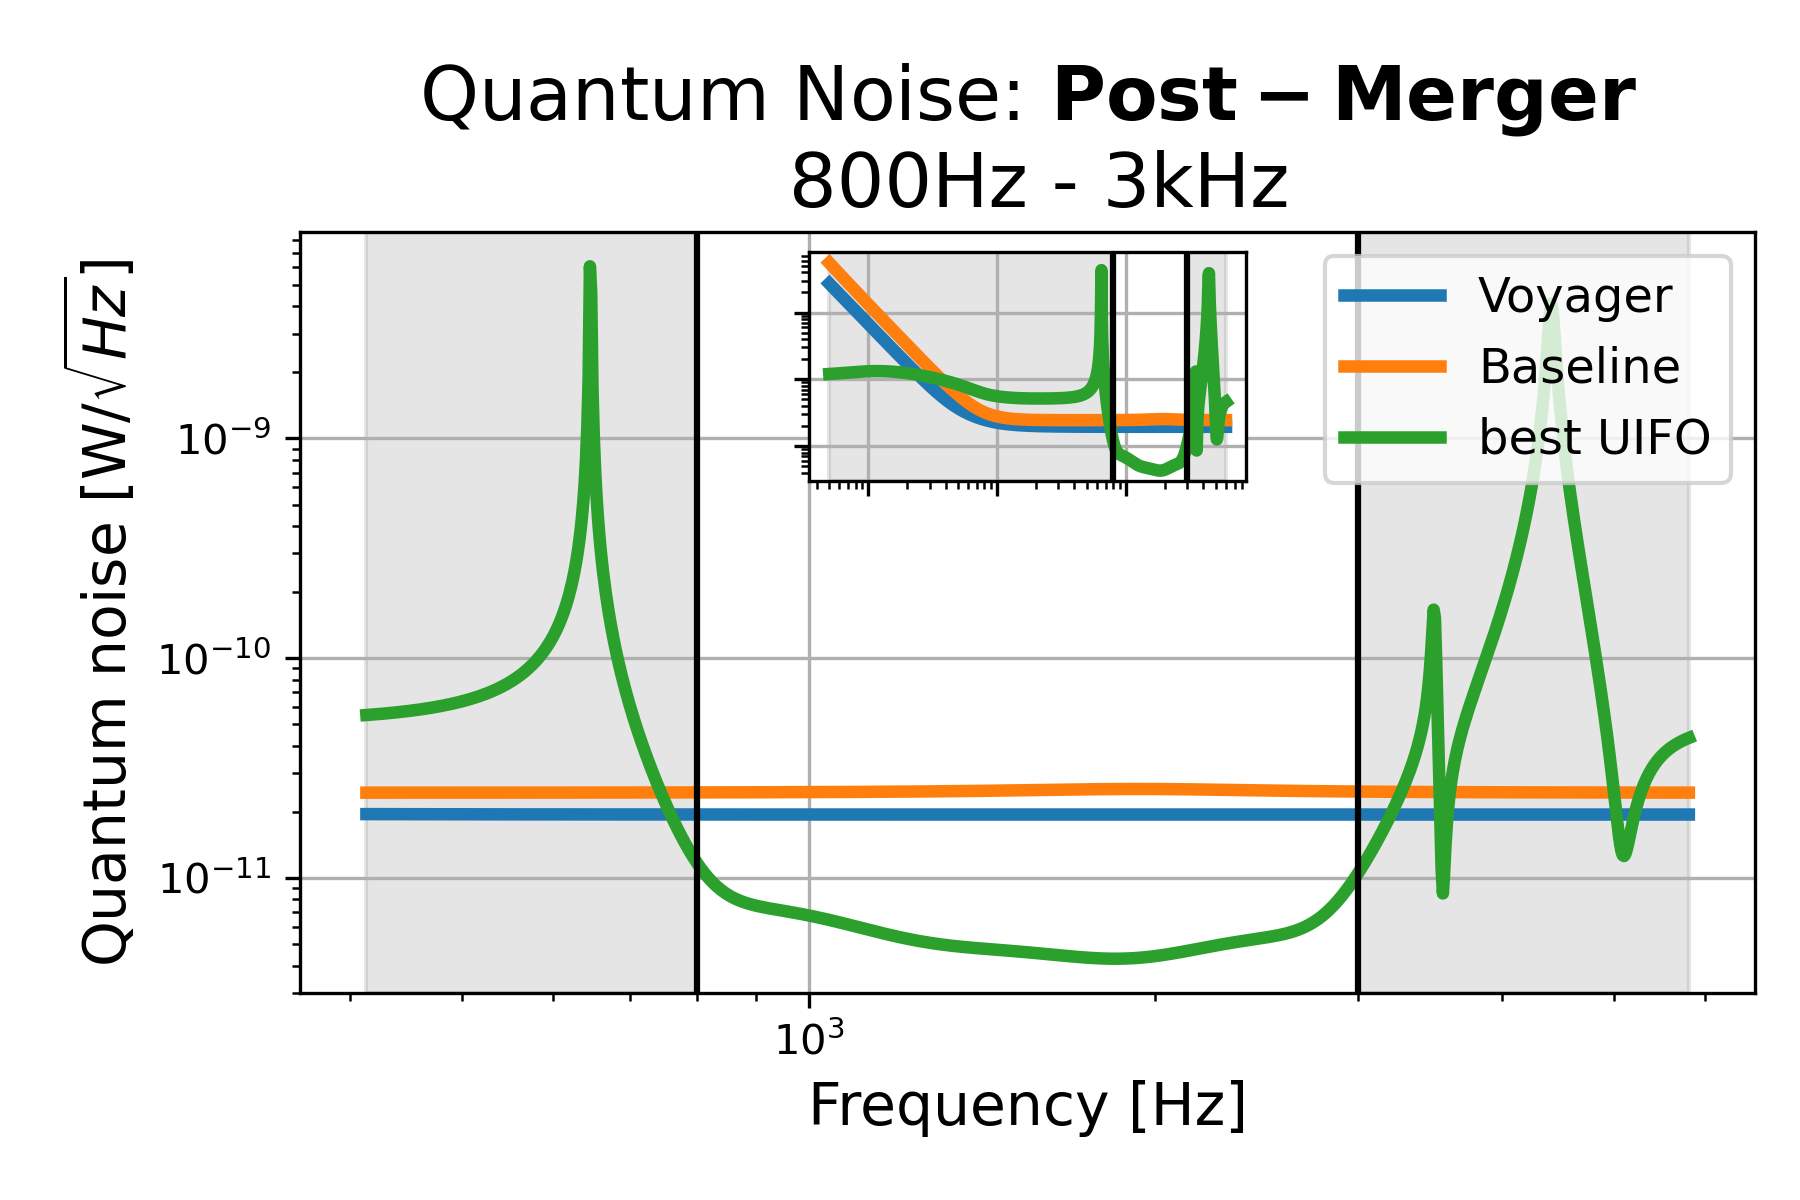 Quantum Noise: Post − Merger
800Hz - 3kHz
Quantum noise [W/√Hz]
10⁻⁹
10⁻¹⁰
10⁻¹¹
Voyager
Baseline
best UIFO
10³
Frequency [Hz]